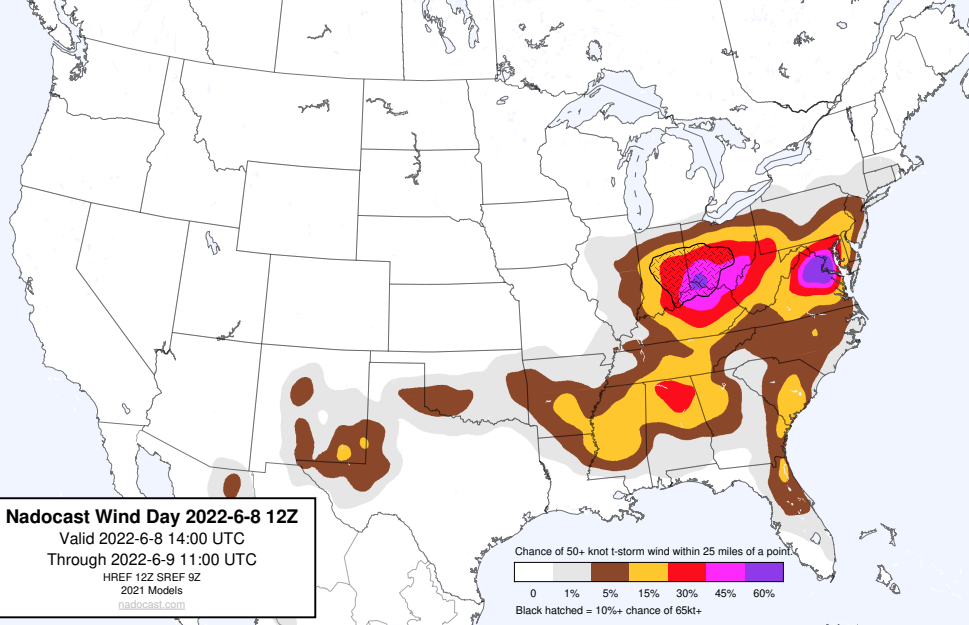 Nadocast Wind Day 2022-6-8 12Z
Valid 2022-6-8 14:00 UTC
Through 2022-6-9 11:00 UTC
HREF 12Z SREF 9Z
2021 Models
nadocast.com
Chance of 50+ knot t-storm wind within 25 miles of a point.
0 1% 5% 15% 30% 45% 60%
Black hatched = 10%+ chance of 65kt+